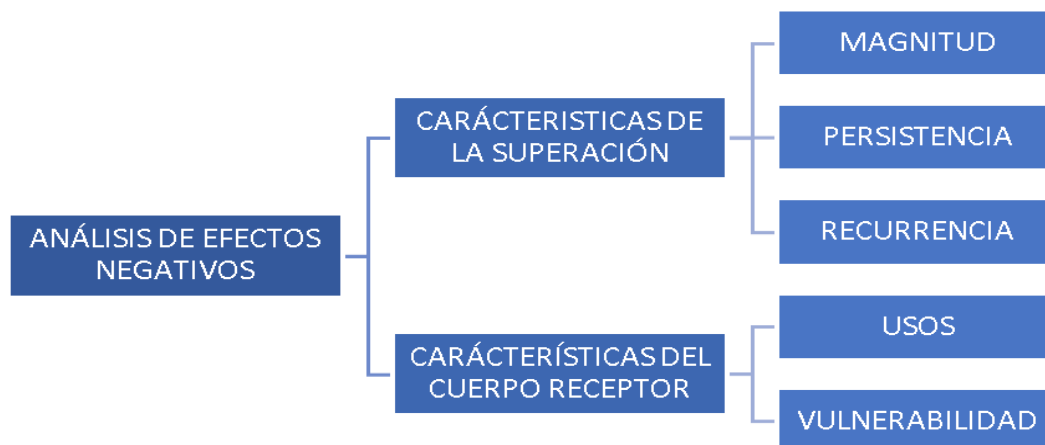 ANÁLISIS DE EFECTOS
NEGATIVOS
CARÁCTERISTICAS DE
LA SUPERACIÓN
MAGNITUD
PERSISTENCIA
RECURRENCIA
CARÁCTERÍSTICAS DEL
CUERPO RECEPTOR
USOS
VULNERABILIDAD